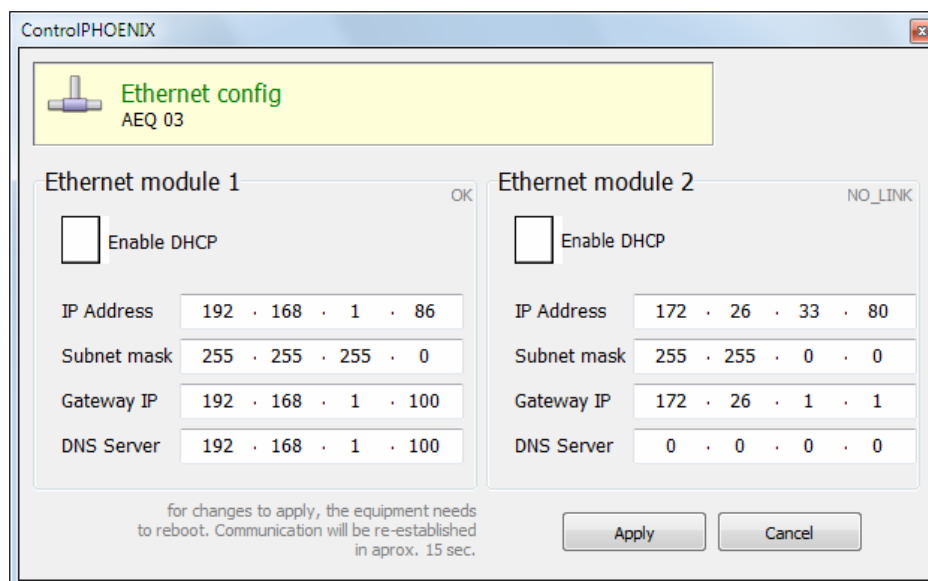 ControlPHOENIX
Ethernet config
AEQ 03
Ethernet module 1
OK
Enable DHCP
IP Address 192 . 168 . 1 . 86
Subnet mask 255 . 255 . 255 . 0
Gateway IP 192 . 168 . 1 . 100
DNS Server 192 . 168 . 1 . 100
Ethernet module 2
NO_LINK
Enable DHCP
IP Address 172 . 26 . 33 . 80
Subnet mask 255 . 255 . 0 . 0
Gateway IP 172 . 26 . 1 . 1
DNS Server 0 . 0 . 0 . 0
for changes to apply, the equipment needs
to reboot. Communication will be re-established
in aprox. 15 sec.
Apply
Cancel